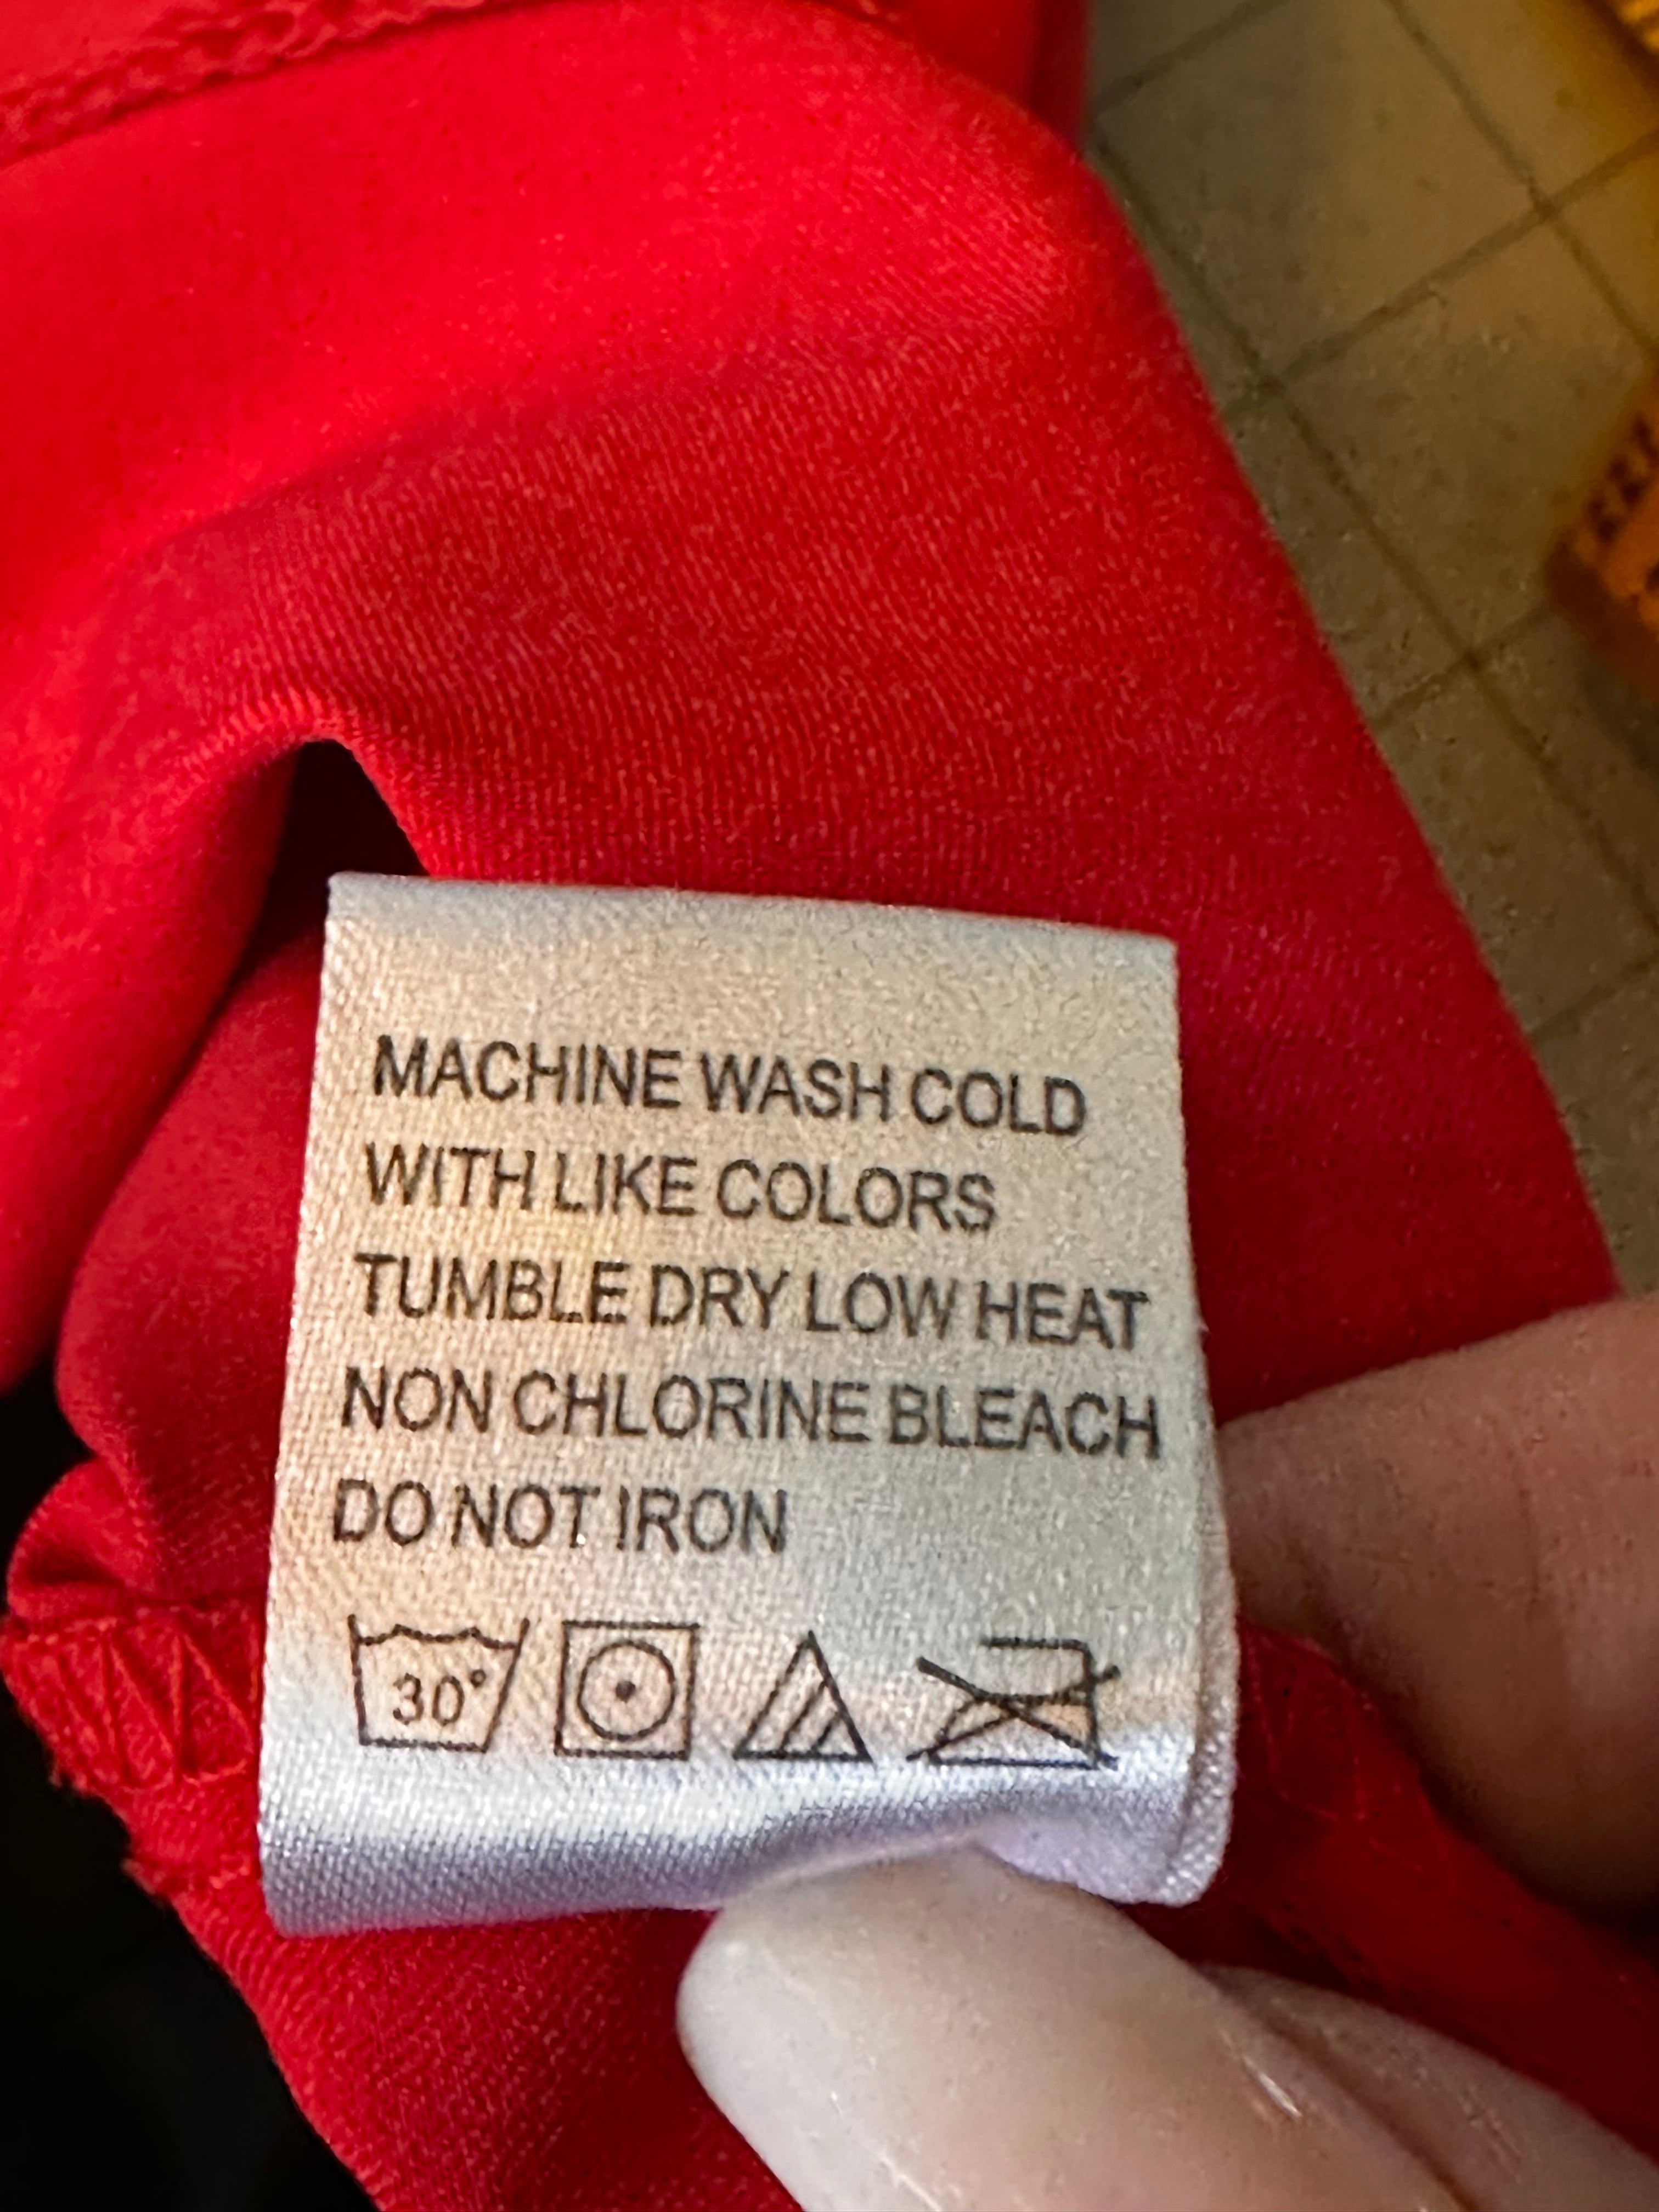 MACHINE WASH COLD
WITH LIKE COLORS
TUMBLE DRY LOW HEAT
NON CHLORINE BLEACH
DO NOT IRON
30°